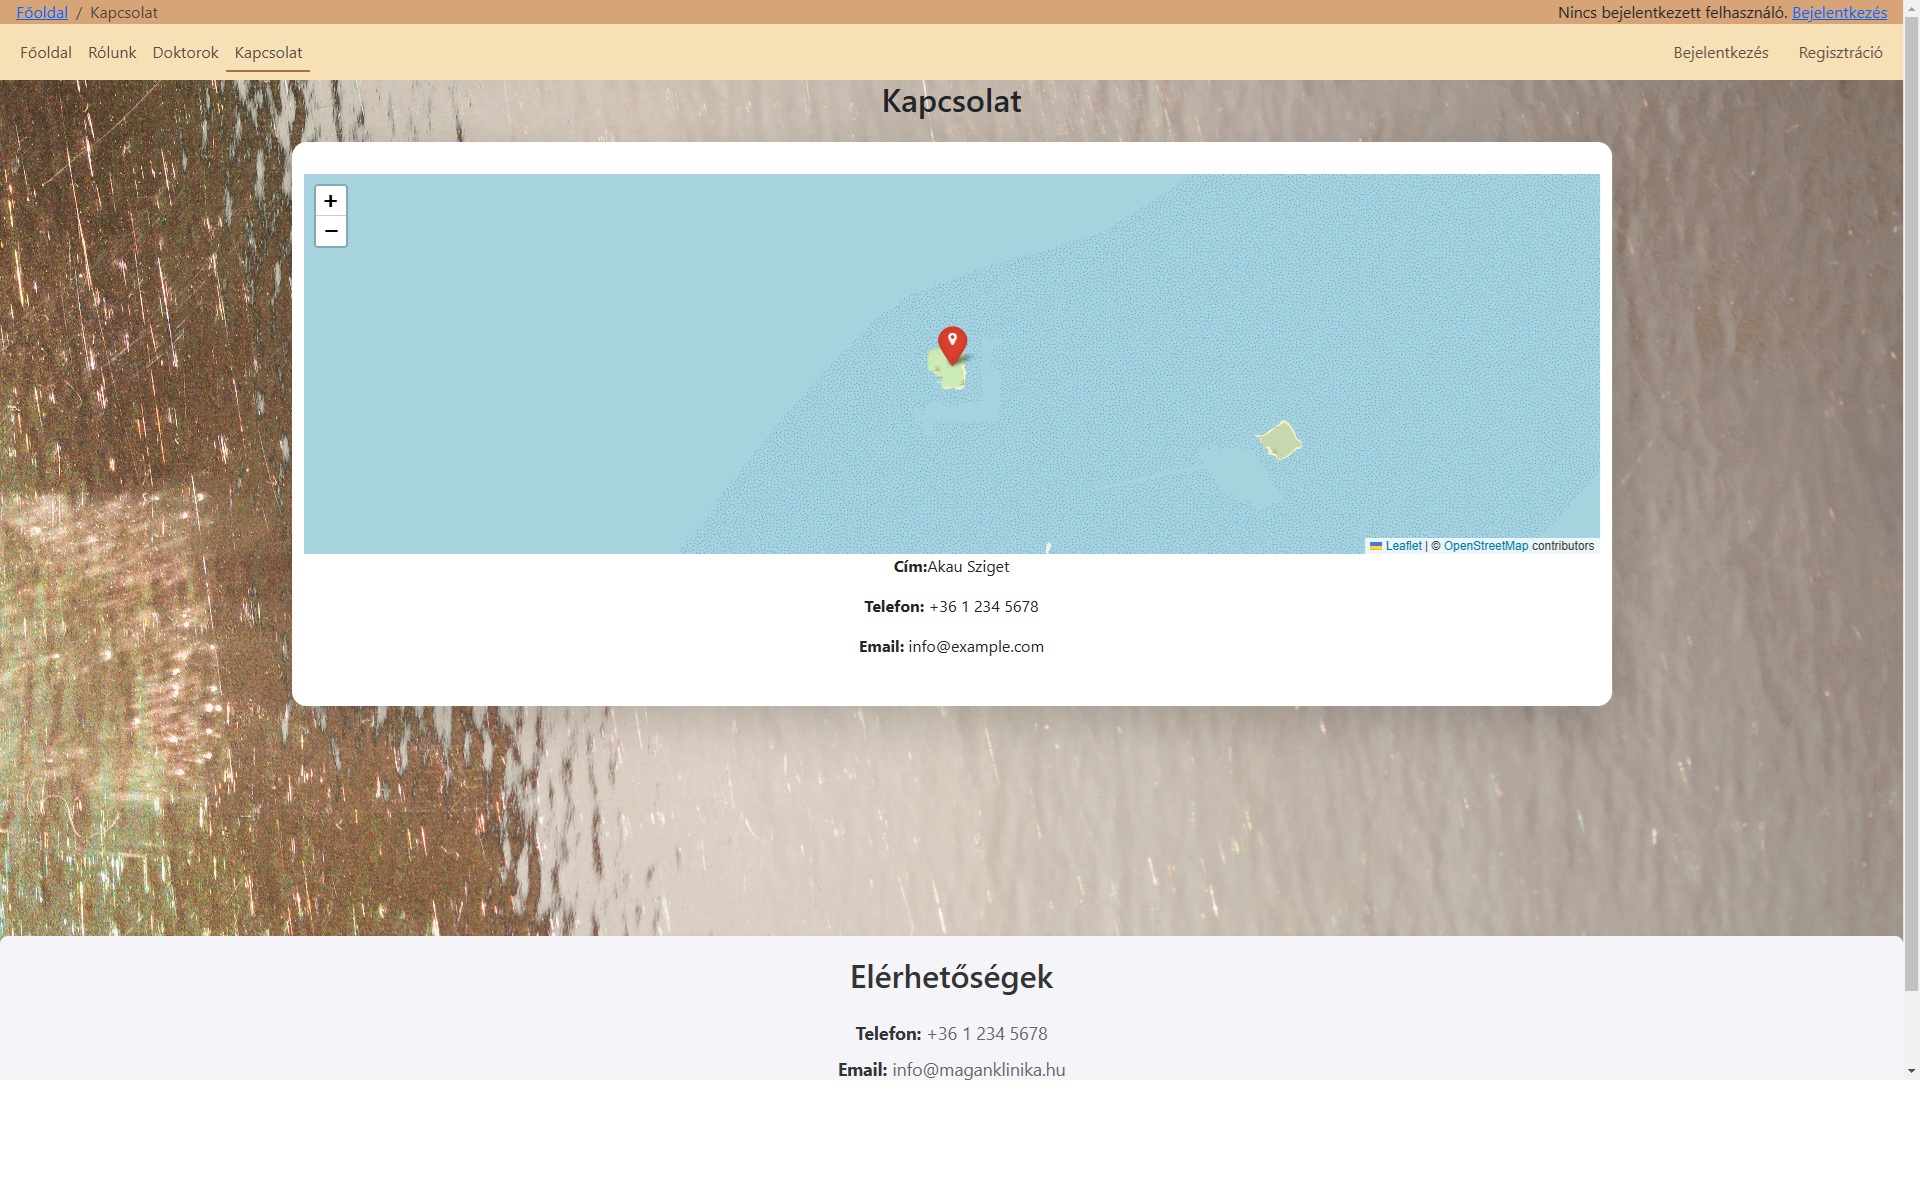 Főoldal / Kapcsolat
Nincs bejelentkezett felhasználó. Bejelentkezés
Főoldal Rólunk Doktorok Kapcsolat
Bejelentkezés Regisztráció
Kapcsolat
+
−
Leaflet | © OpenStreetMap contributors
Cím:Akau Sziget
Telefon: +36 1 234 5678
Email: info@example.com
Elérhetőségek
Telefon: +36 1 234 5678
Email: info@maganklinika.hu